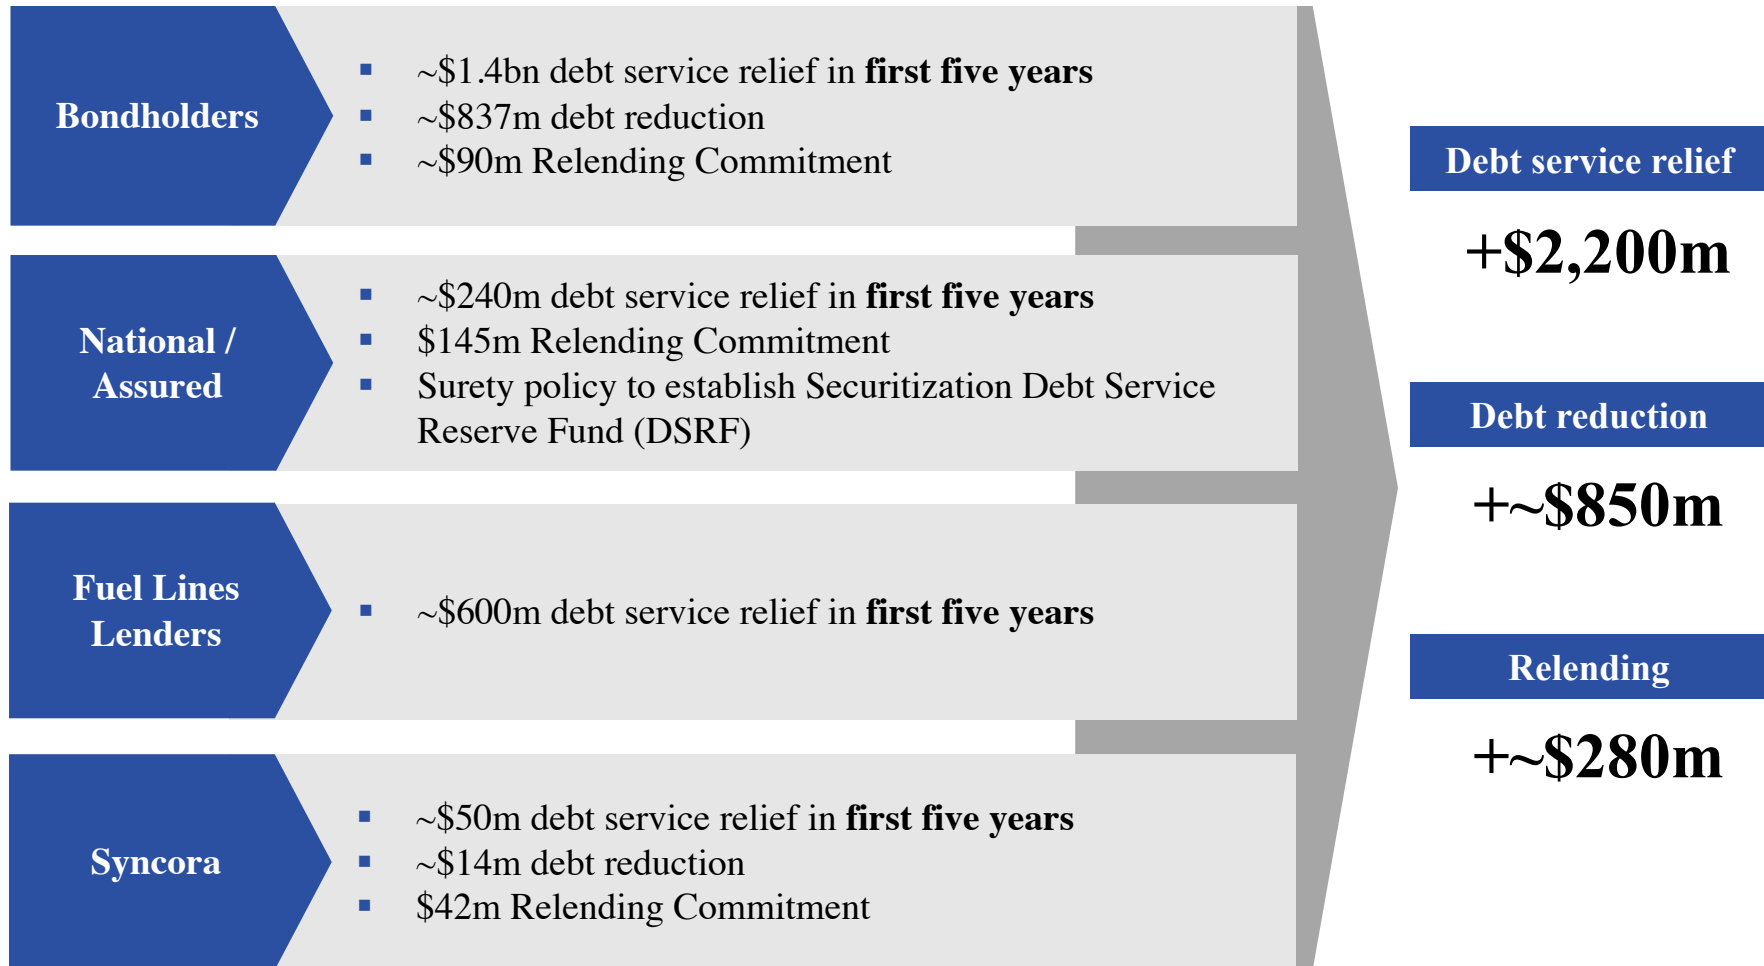 Bondholders
▪ ~$1.4bn debt service relief in first five years
▪ ~$837m debt reduction
▪ ~$90m Relending Commitment
National /
Assured
▪ ~$240m debt service relief in first five years
▪ $145m Relending Commitment
▪ Surety policy to establish Securitization Debt Service
Reserve Fund (DSRF)
Fuel Lines
Lenders
▪ ~$600m debt service relief in first five years
Syncora
▪ ~$50m debt service relief in first five years
▪ ~$14m debt reduction
▪ $42m Relending Commitment
Debt service relief
+$2,200m
Debt reduction
+~$850m
Relending
+~$280m